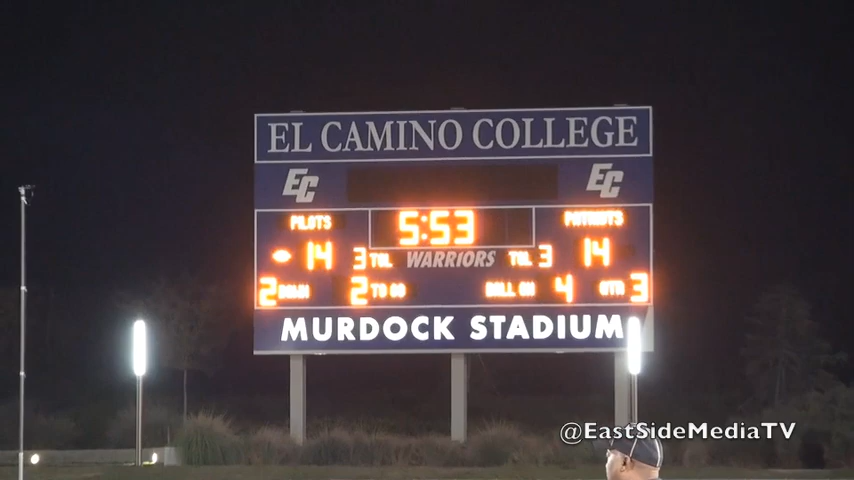 EL CAMINO COLLEGE
EC EC
PILOTS 5:53 PATRIOTS
14 3 TOL WARRIORS TOL 3 14
2 DOWN 2 TO GO BALL ON 4 QTR 3
MURDOCK STADIUM
@EastSideMediaTV